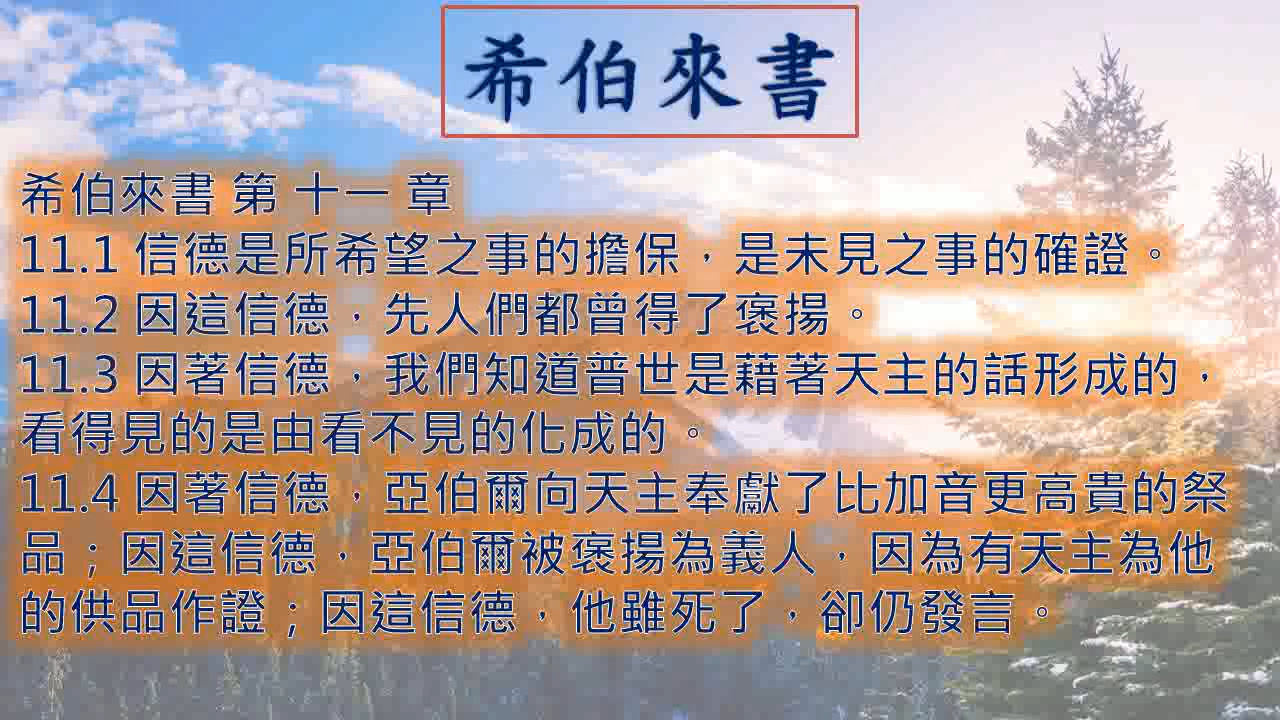 希伯來書
希伯來書 第 十一 章
11.1 信德是所希望之事的擔保，是未見之事的確證。
11.2 因這信德，先人們都曾得了褒揚。
11.3 因著信德，我們知道普世是藉著天主的話形成的，
看得見的是由看不見的化成的。
11.4 因著信德，亞伯爾向天主奉獻了比加音更高貴的祭
品；因這信德，亞伯爾被褒揚為義人，因為有天主為他
的供品作證；因這信德，他雖死了，卻仍發言。